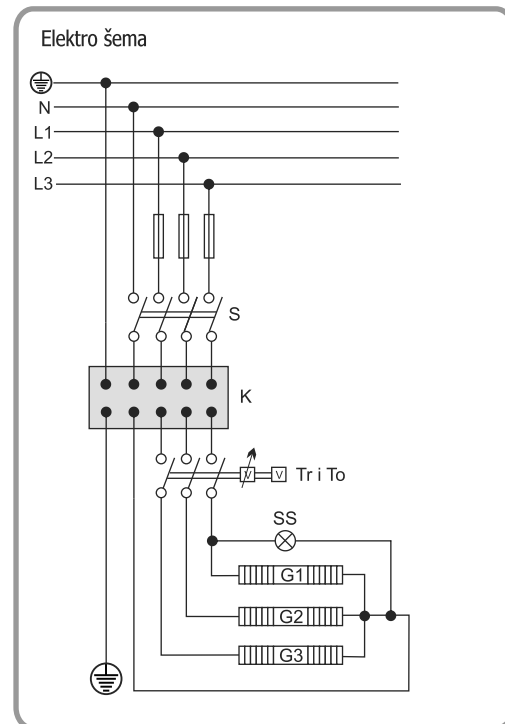 Elektro šema
N
L1
L2
L3
S
K
V V Tr i To
SS
G1
G2
G3